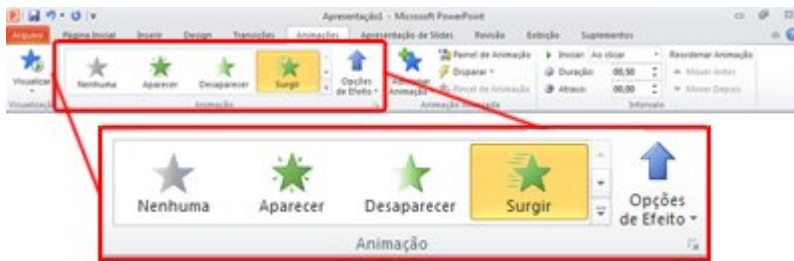 Apresentação1 - Microsoft PowerPoint
Arquivo Página Inicial Inserir Design Transições Animações Apresentação de Slides Revisão Exibição Suplementos
Visualizar Nenhuma Aparecer Desaparecer Surgir Opções de Efeito Adicionar Animação
Painel de Animação Iniciar: Ao clicar Reordenar Animação
Disparar Duração: 00,50 Mover Antes
Pincel de Animação Atraso: 00,00 Mover Depois
Visualização Animação Animação Avançada Intervalo
Nenhuma Aparecer Desaparecer Surgir Opções
de Efeito
Animação